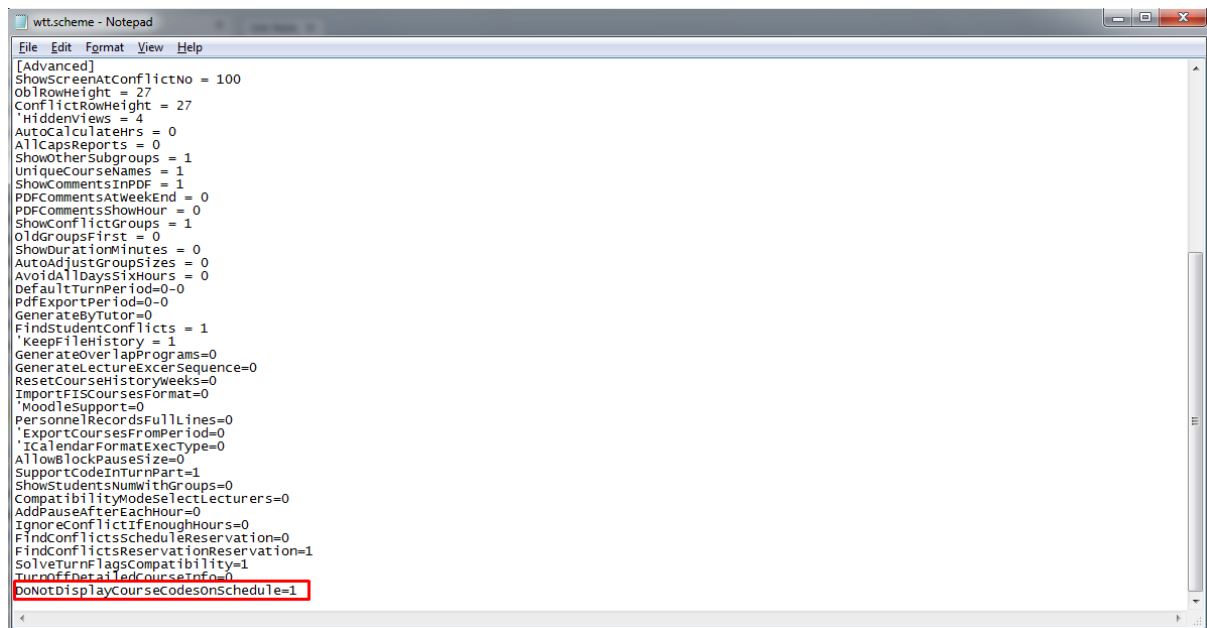 wtt.scheme - Notepad
File Edit Format View Help
[Advanced]
ShowScreenAtConflictNo = 100
OblRowHeight = 27
ConflictRowHeight = 27
'HiddenViews = 4
AutoCalculateHrs = 0
AllCapsReports = 0
ShowOtherSubgroups = 1
UniqueCourseNames = 1
ShowCommentsInPDF = 1
PDFCommentsAtWeekEnd = 0
PDFCommentsShowHour = 0
ShowConflictGroups = 1
OldGroupsFirst = 0
ShowDurationMinutes = 0
AutoAdjustGroupSizes = 0
AvoidAllDaysSixHours = 0
DefaultTurnPeriod=0-0
PdfExportPeriod=0-0
GenerateByTutor=0
FindStudentConflicts = 1
'KeepFileHistory = 1
GenerateOverlapPrograms=0
GenerateLectureExcerSequence=0
ResetCourseHistoryWeeks=0
ImportFISCoursesFormat=0
'MoodleSupport=0
PersonnelRecordsFullLines=0
'ExportCoursesFromPeriod=0
'ICalendarFormatExecType=0
AllowBlockPauseSize=0
SupportCodeInTurnPart=1
ShowStudentsNumWithGroups=0
CompatibilityModeSelectLecturers=0
AddPauseAfterEachHour=0
IgnoreConflictIfEnoughHours=0
FindConflictsScheduleReservation=0
FindConflictsReservationReservation=1
SolveTurnFlagsCompatibility=1
TurnOffDetailedCourseInfo=0
DoNotDisplayCourseCodesOnSchedule=1